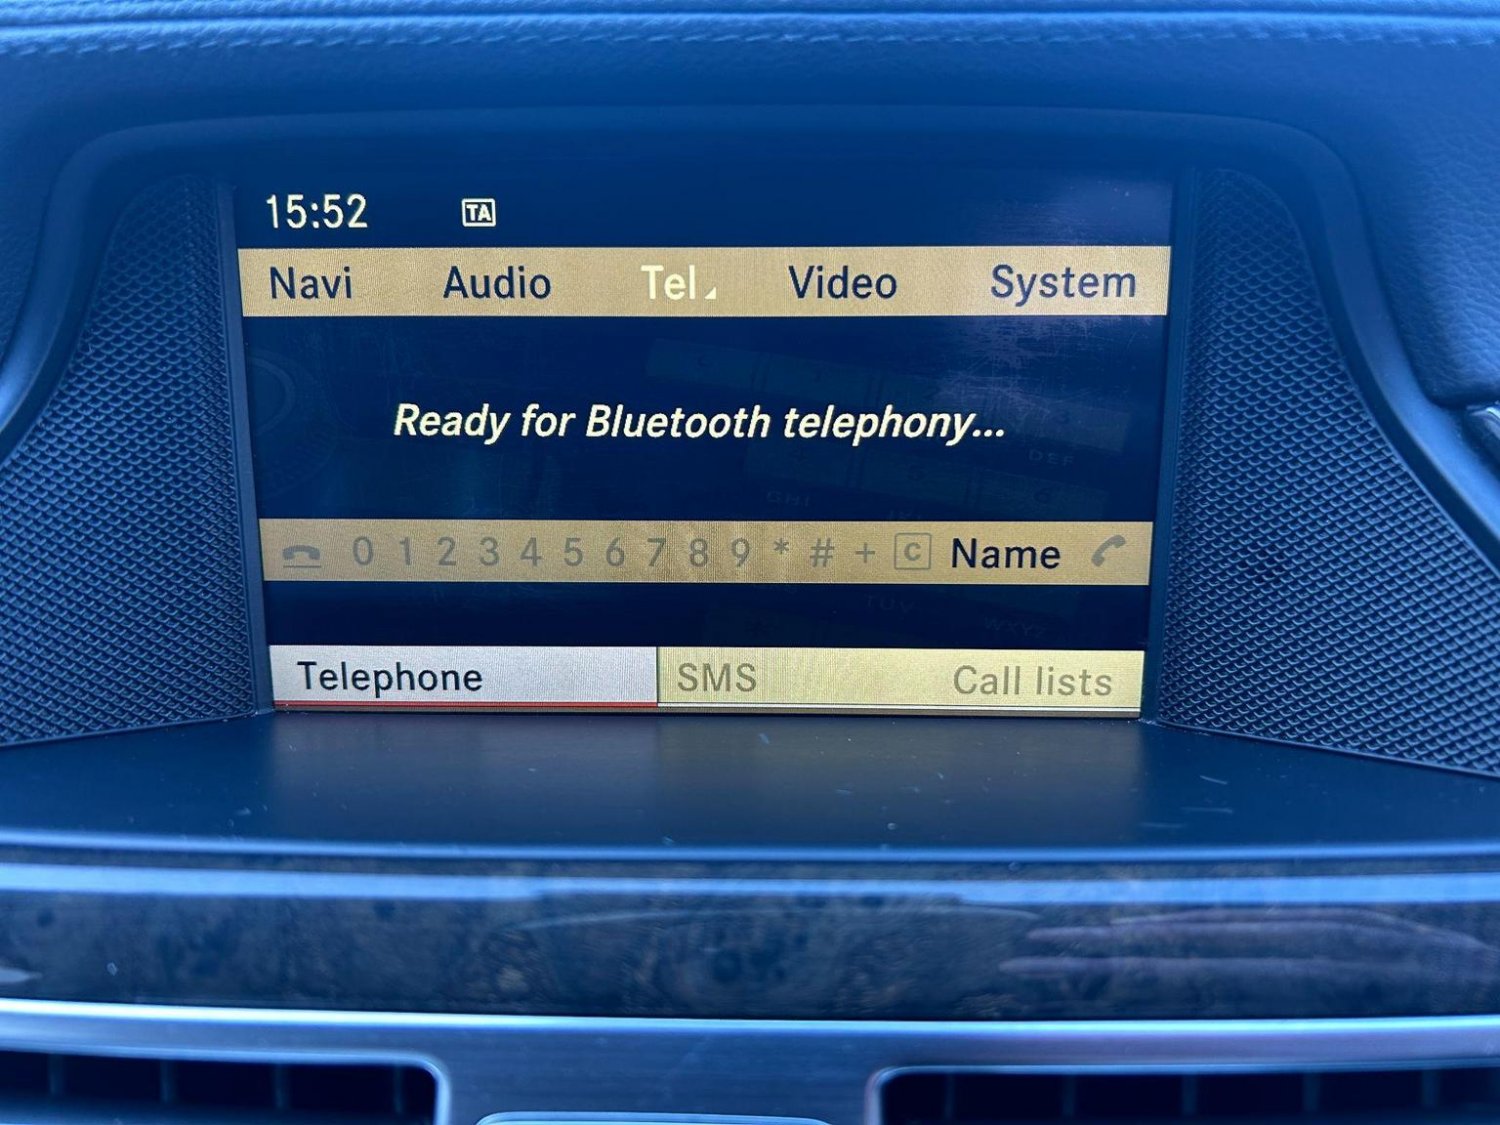 15:52 TA
Navi Audio Tel Video System
Ready for Bluetooth telephony...
0 1 2 3 4 5 6 7 8 9 * # + C Name
Telephone SMS Call lists